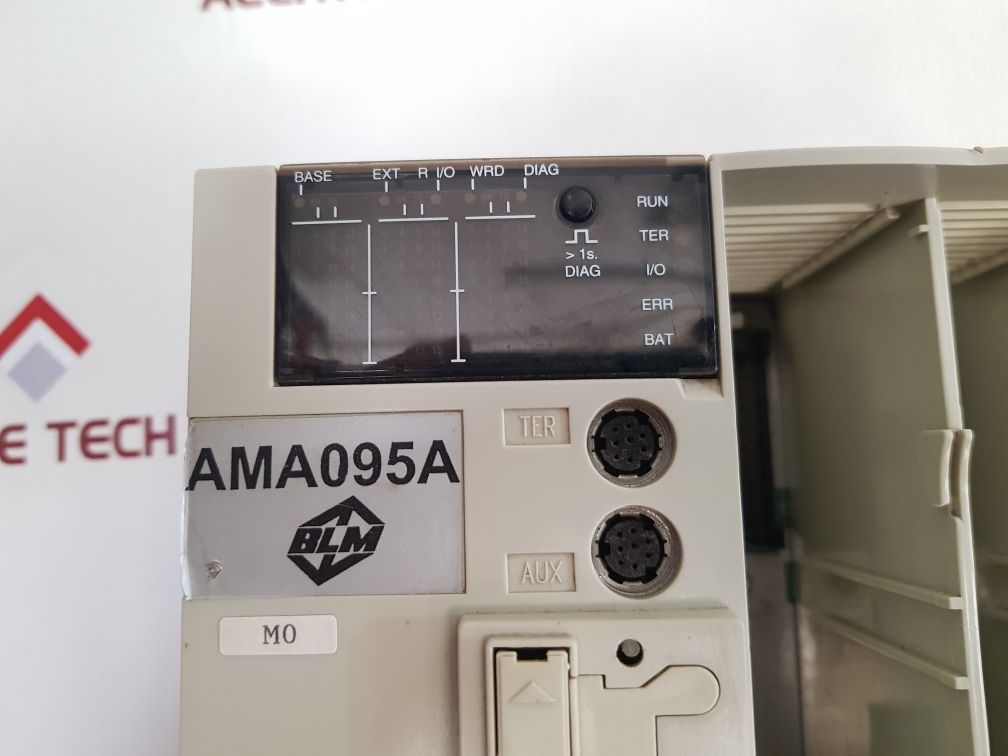 BASE EXT R I/O WRD DIAG
RUN
TER
> 1s.
DIAG
I/O
ERR
BAT
TER
E TECH
AMA095A
BLM
AUX
M0